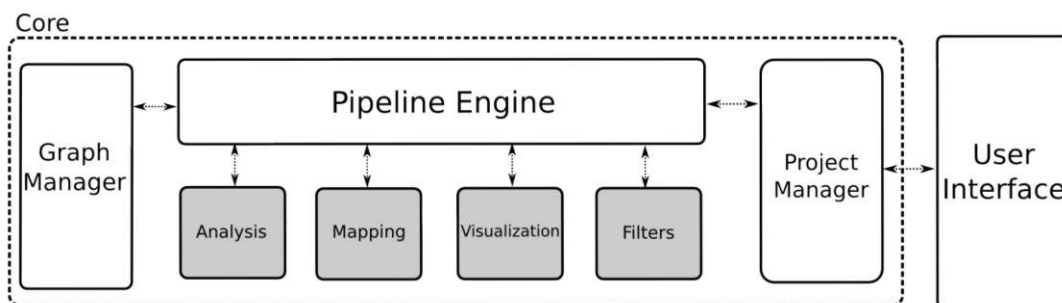 Core
Graph
Manager
Pipeline Engine
Analysis
Mapping
Visualization
Filters
Project
Manager
User
Interface